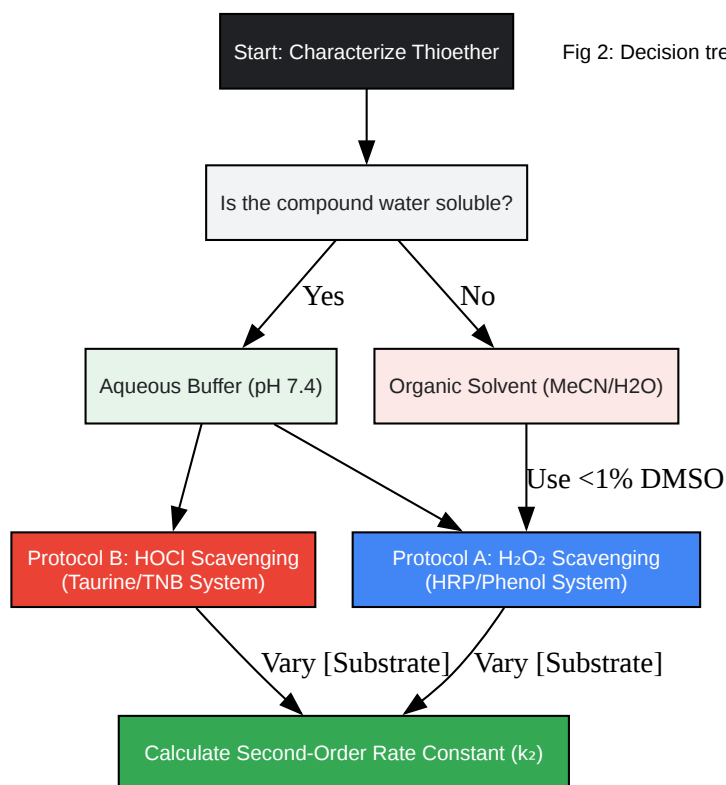 Start: Characterize Thioether
Fig 2: Decision tre
Is the compound water soluble?
Yes
No
Aqueous Buffer (pH 7.4)
Organic Solvent (MeCN/H2O)
Use <1% DMSO
Protocol B: HOCl Scavenging
(Taurine/TNB System)
Protocol A: H₂O₂ Scavenging
(HRP/Phenol System)
Vary [Substrate]
Vary [Substrate]
Calculate Second-Order Rate Constant (k₂)